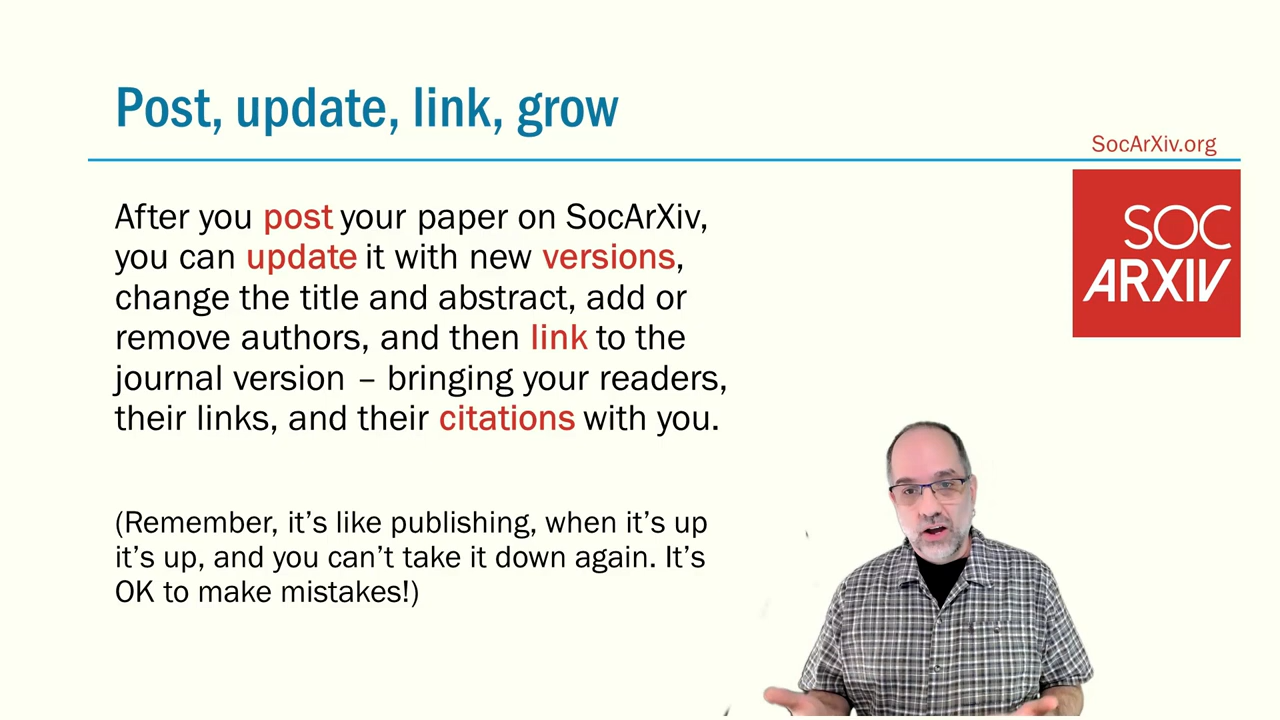 Post, update, link, grow
SocArXiv.org
SOC
ARXIV
After you post your paper on SocArXiv,
you can update it with new versions,
change the title and abstract, add or
remove authors, and then link to the
journal version – bringing your readers,
their links, and their citations with you.
(Remember, it’s like publishing, when it’s up
it’s up, and you can’t take it down again. It’s
OK to make mistakes!)